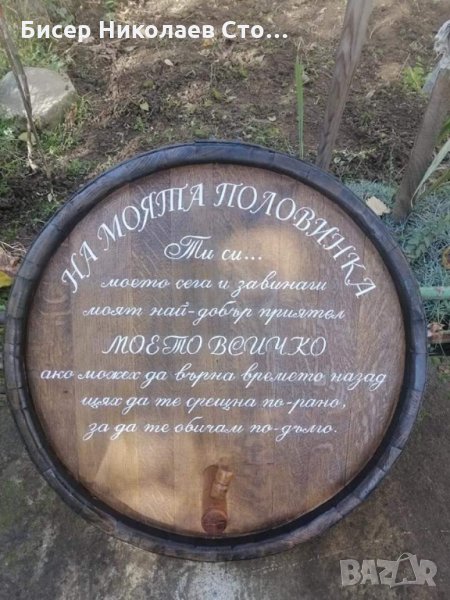 Бисер Николаев Сто...
НА МОЯТА ПОЛОВИНКА
Ти си...
моето сега и завинаги
моят най-добър приятел
МОЕТО ВСИЧКО
ако можех да върна времето назад
щях да те срещна по-рано,
за да те обичам по-дълго.
BAZAR